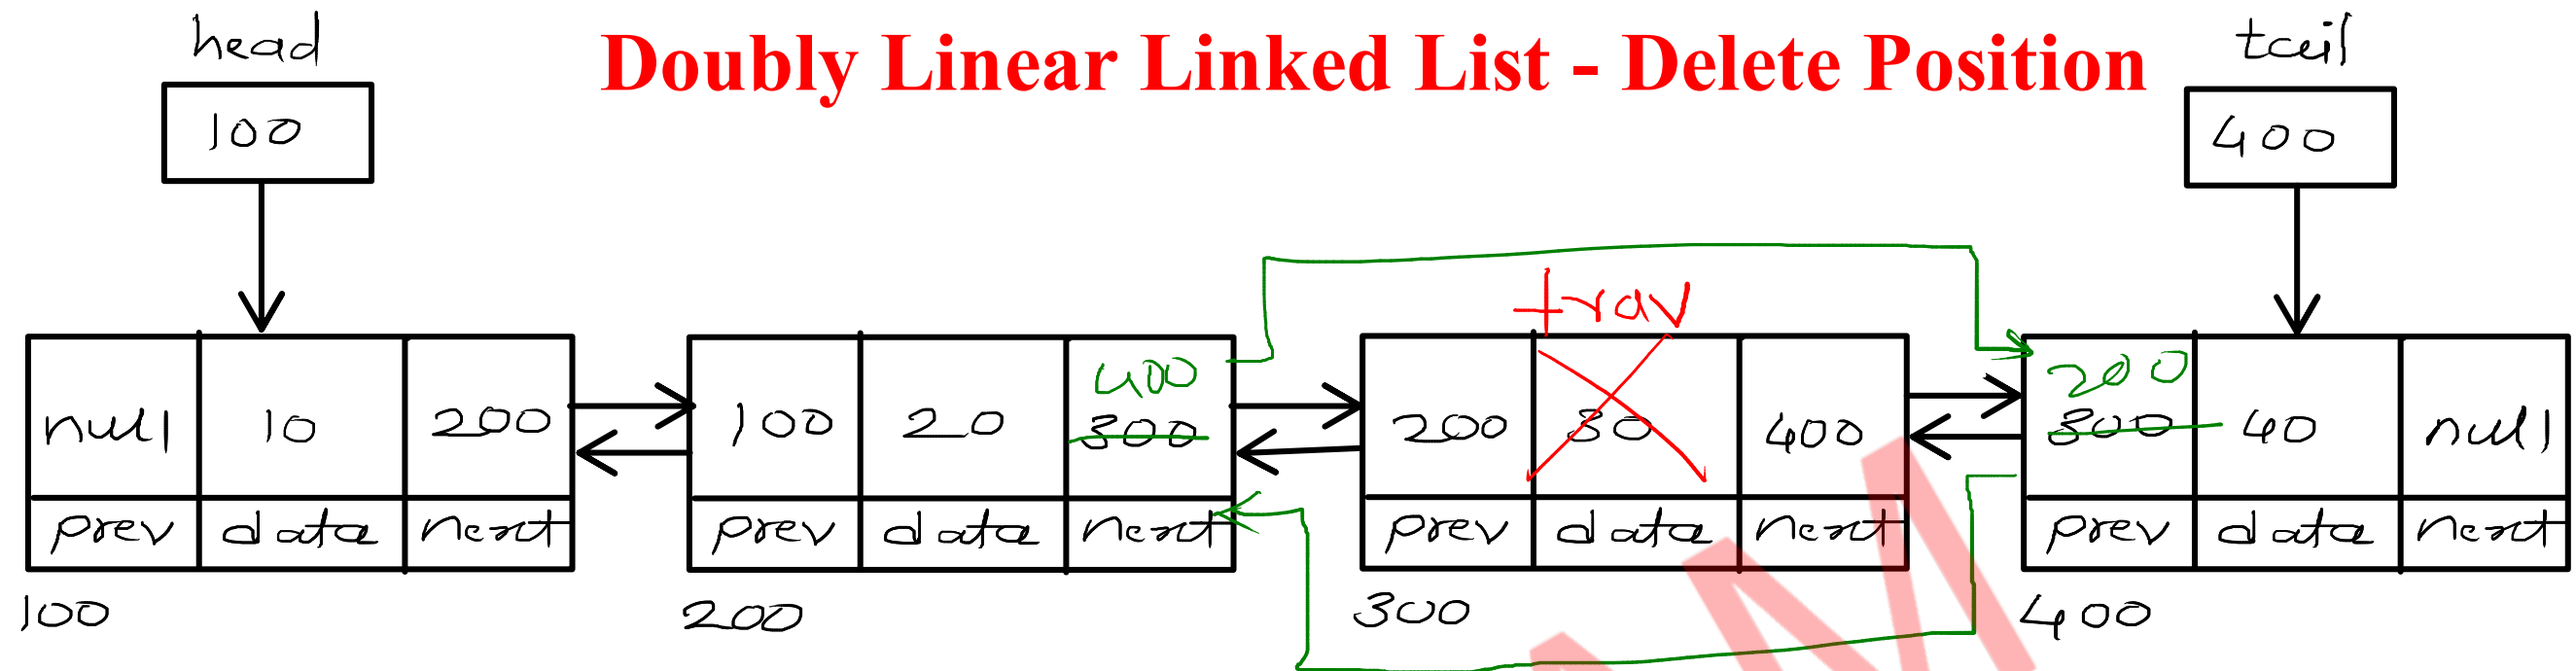 head
Doubly Linear Linked List - Delete Position
tail
100
400
trav
400
200
null 10 200
100 20 300
200 30 400
300 40 null
prev data next
prev data next
prev data next
prev data next
100
200
300
400